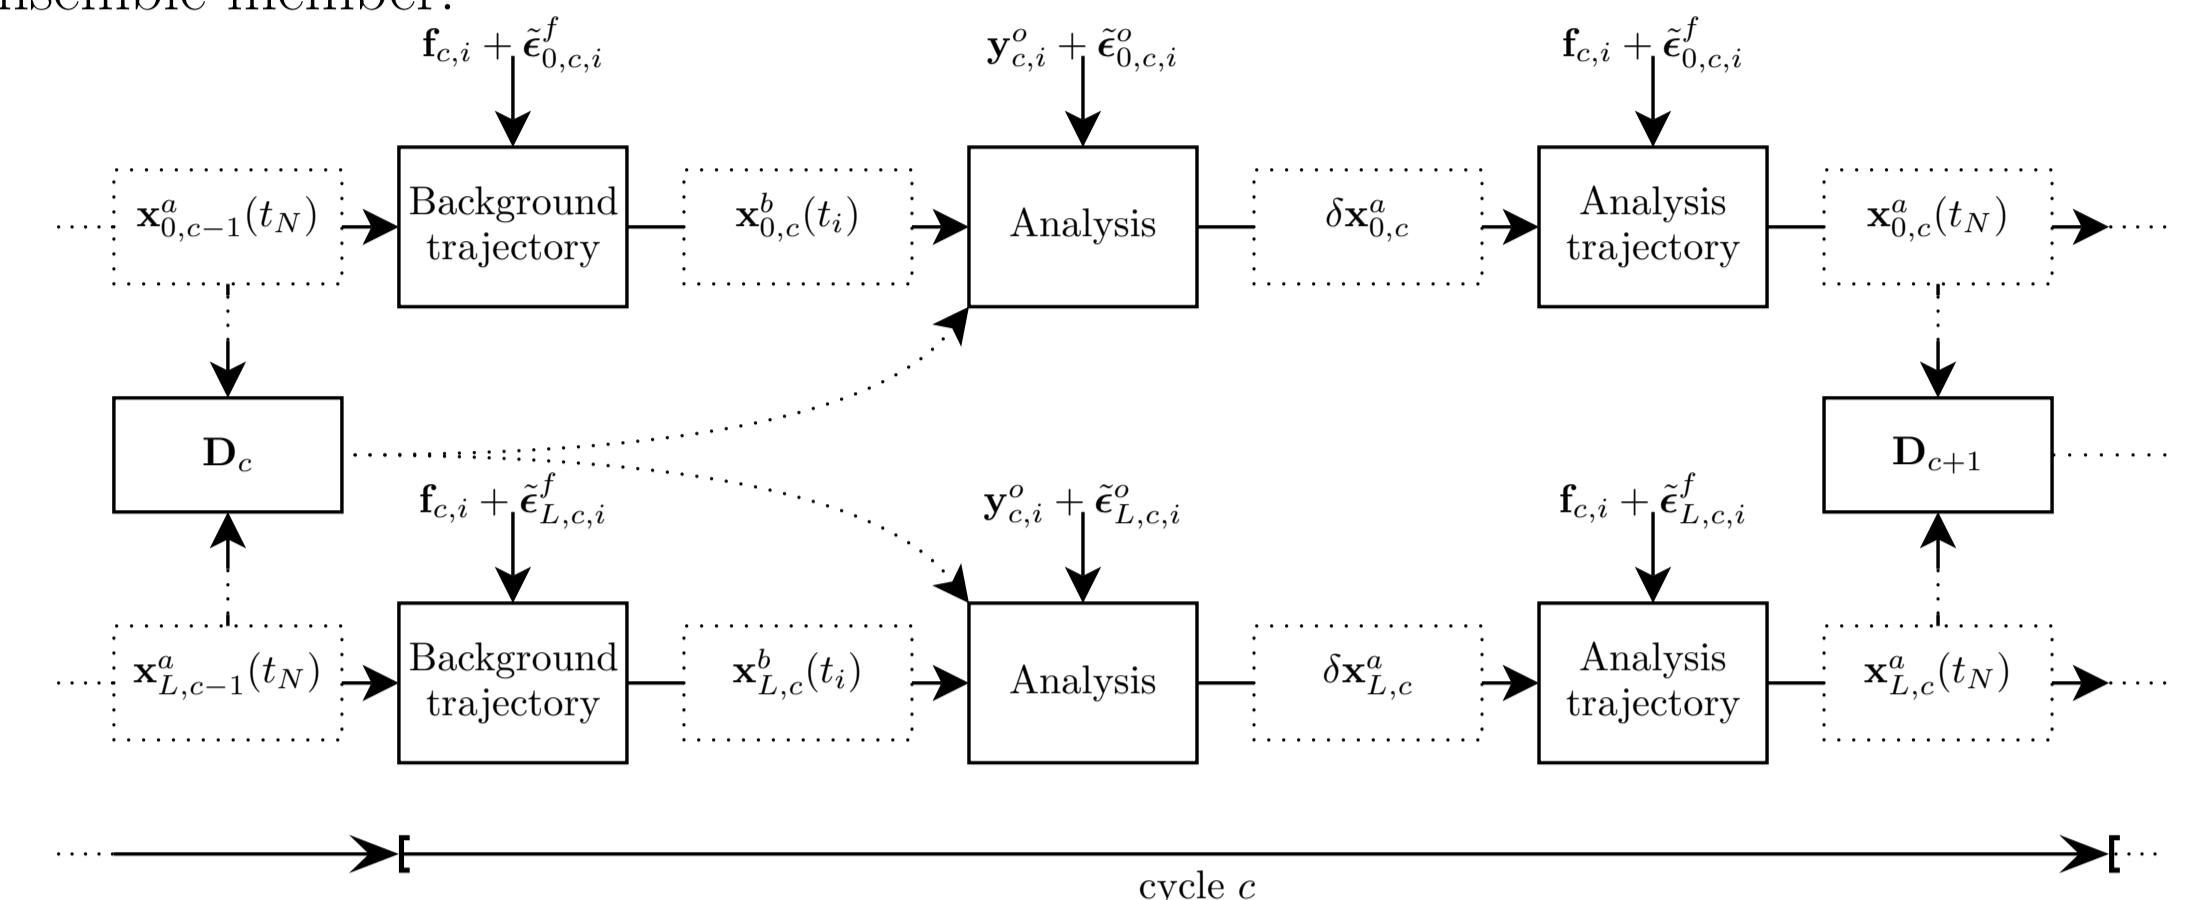 ensemble member.
f_{c,i} + ε̃^f_{0,c,i} y^o_{c,i} + ε̃^o_{0,c,i} f_{c,i} + ε̃^f_{0,c,i}
x^a_{0,c−1}(t_N)
Background
trajectory
x^b_{0,c}(t_i)
Analysis
δx^a_{0,c}
Analysis
trajectory
x^a_{0,c}(t_N)
D_c
D_{c+1}
f_{c,i} + ε̃^f_{L,c,i} y^o_{c,i} + ε̃^o_{L,c,i} f_{c,i} + ε̃^f_{L,c,i}
x^a_{L,c−1}(t_N)
Background
trajectory
x^b_{L,c}(t_i)
Analysis
δx^a_{L,c}
Analysis
trajectory
x^a_{L,c}(t_N)
cycle c